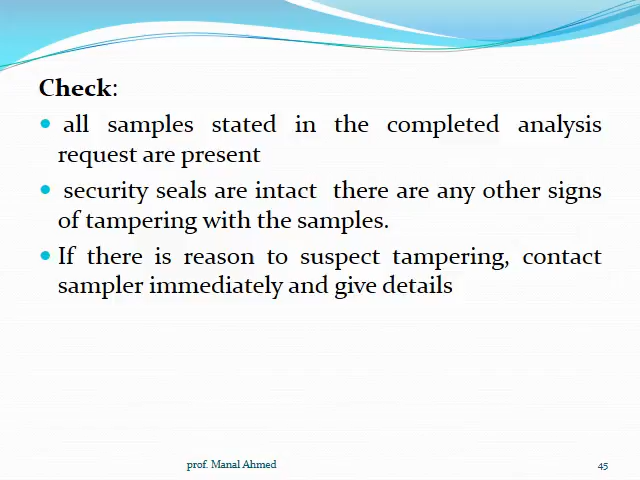 Check:
• all samples stated in the completed analysis
request are present
• security seals are intact there are any other signs
of tampering with the samples.
• If there is reason to suspect tampering, contact
sampler immediately and give details
prof. Manal Ahmed
45